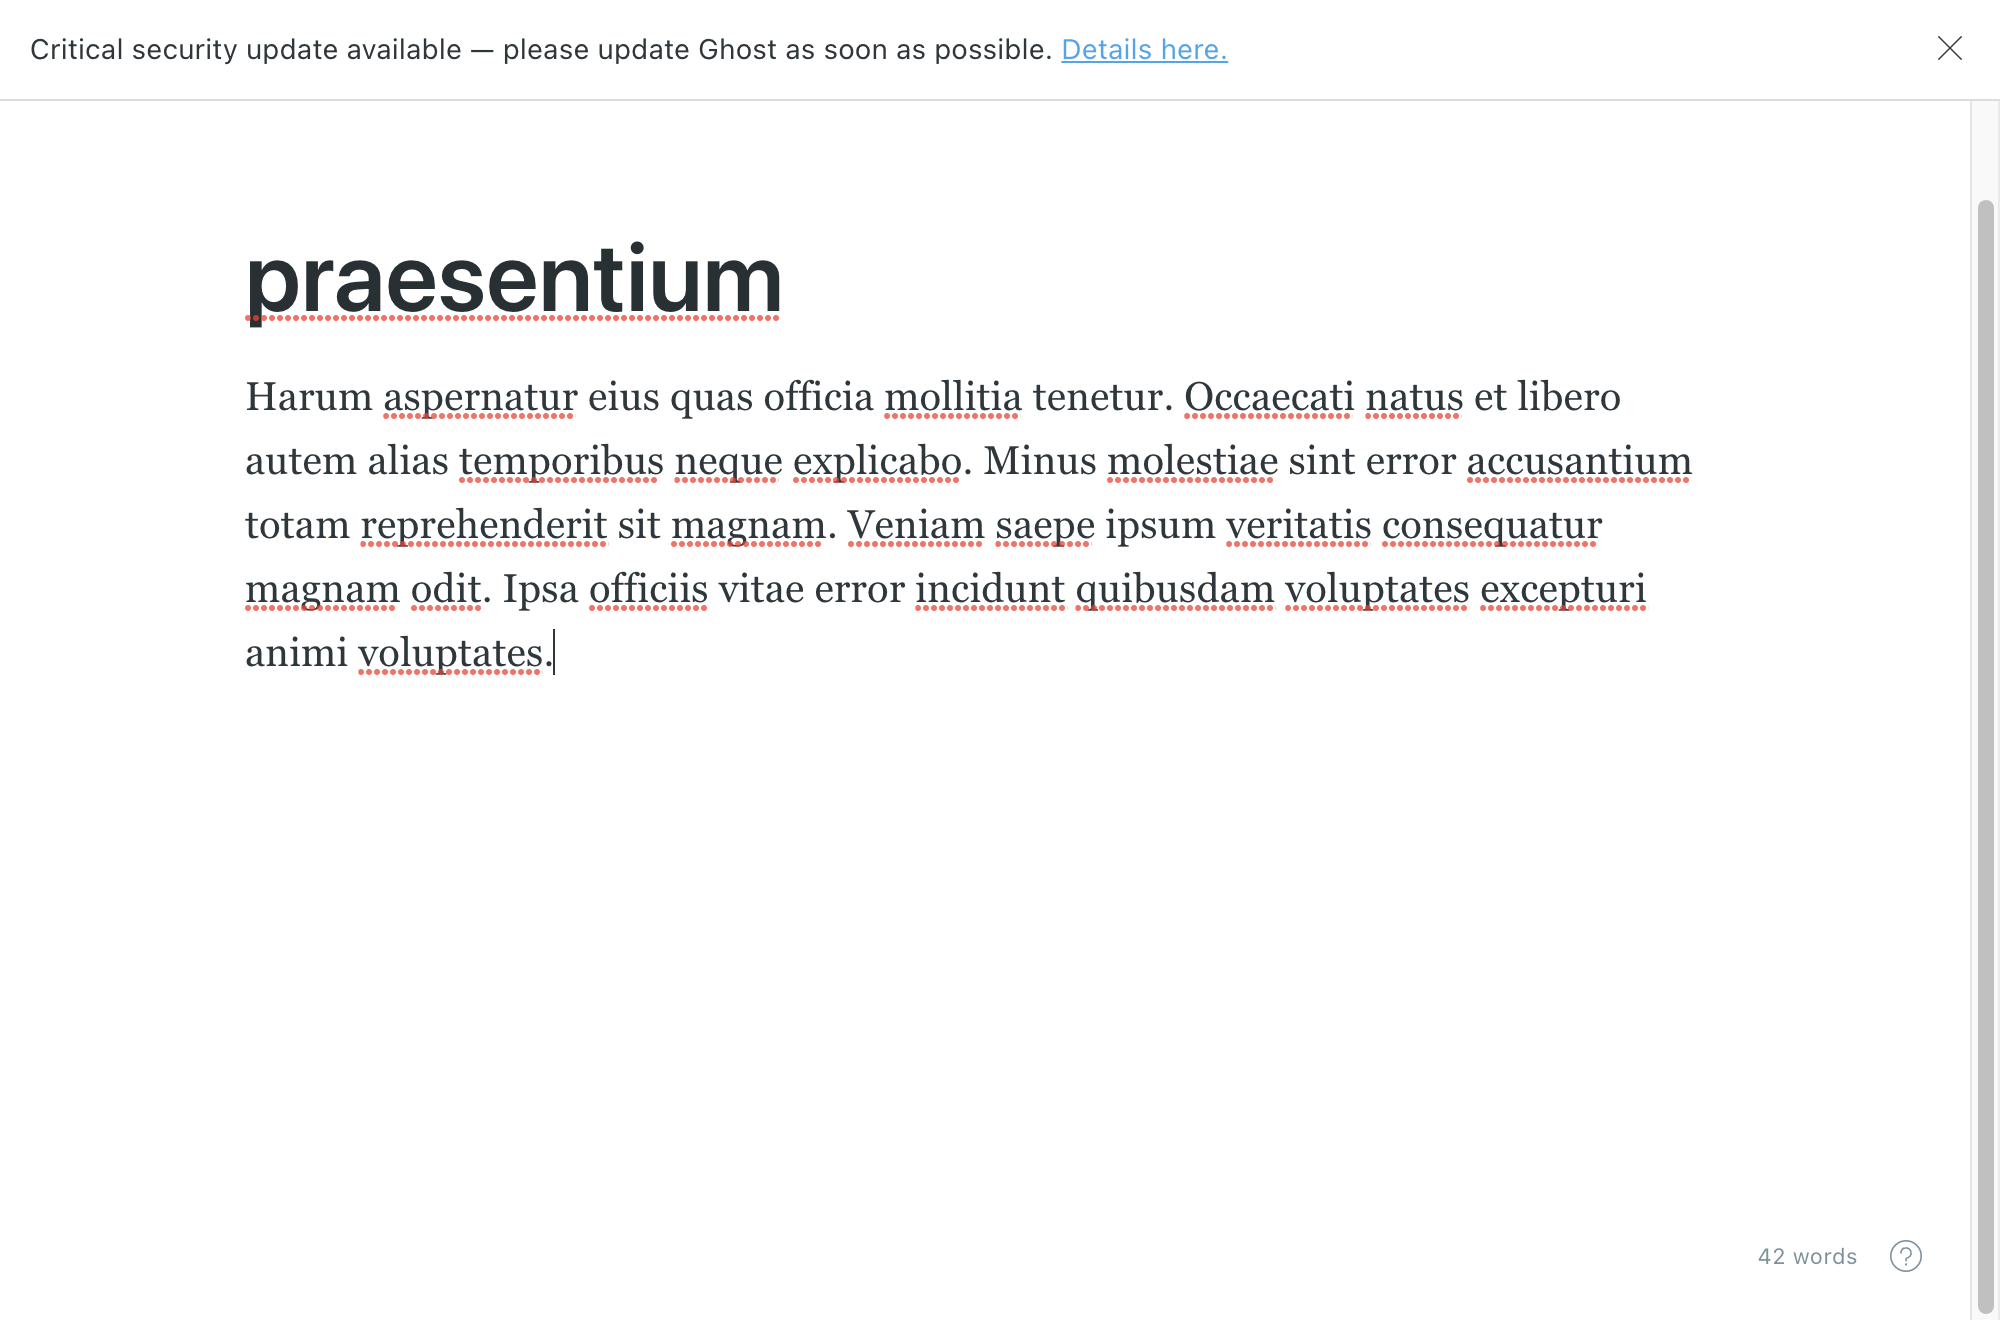 Critical security update available — please update Ghost as soon as possible. Details here.
praesentium
Harum aspernatur eius quas officia mollitia tenetur. Occaecati natus et libero
autem alias temporibus neque explicabo. Minus molestiae sint error accusantium
totam reprehenderit sit magnam. Veniam saepe ipsum veritatis consequatur
magnam odit. Ipsa officiis vitae error incidunt quibusdam voluptates excepturi
animi voluptates.
42 words
?